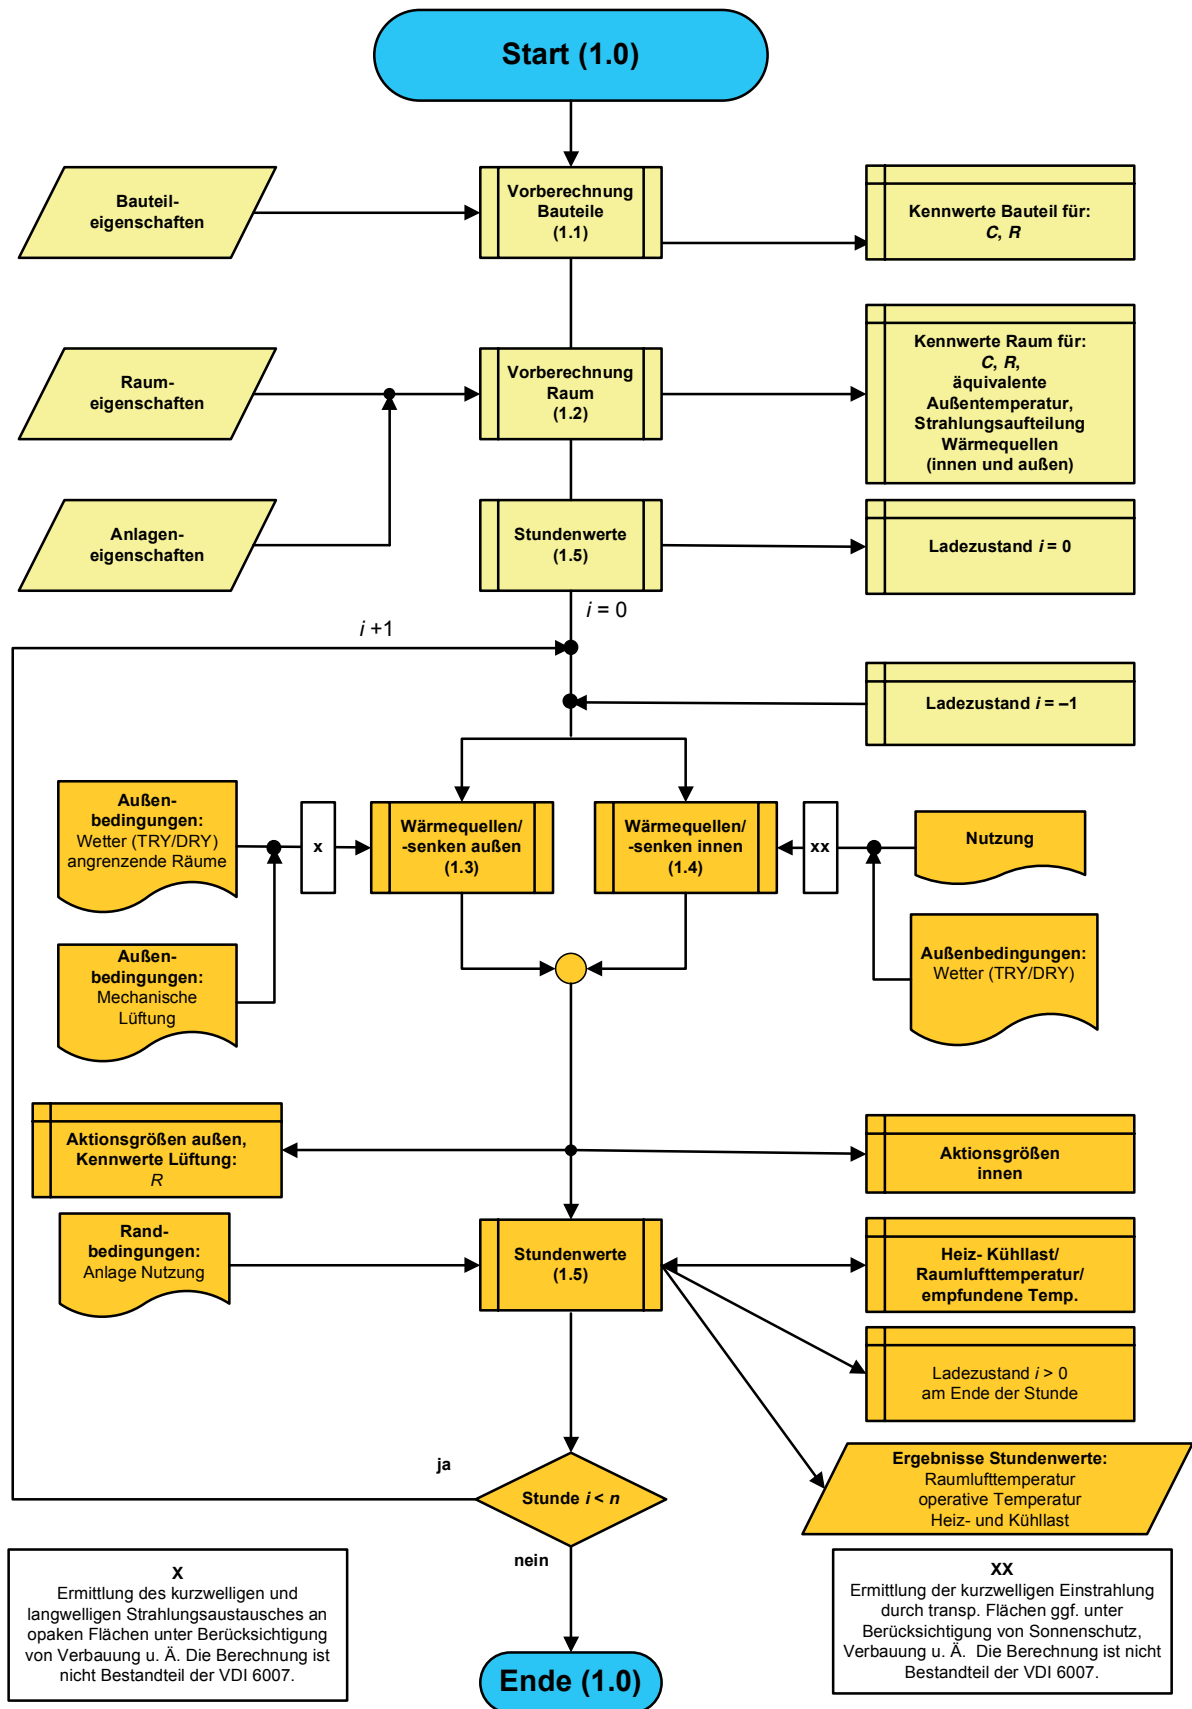 Start (1.0)
Bauteil-
eigenschaften
Vorberechnung
Bauteile
(1.1)
Kennwerte Bauteil für:
C, R
Raum-
eigenschaften
Vorberechnung
Raum
(1.2)
Kennwerte Raum für:
C, R,
äquivalente
Außentemperatur,
Strahlungsaufteilung
Wärmequellen
(innen und außen)
Anlagen-
eigenschaften
Stundenwerte
(1.5)
Ladezustand i = 0
i = 0
i +1
Ladezustand i = –1
Außen-
bedingungen:
Wetter (TRY/DRY)
angrenzende Räume
x
Wärmequellen/
-senken außen
(1.3)
Wärmequellen/
-senken innen
(1.4)
xx
Nutzung
Außen-
bedingungen:
Mechanische
Lüftung
Außenbedingungen:
Wetter (TRY/DRY)
Aktionsgrößen außen,
Kennwerte Lüftung:
R
Aktionsgrößen
innen
Rand-
bedingungen:
Anlage Nutzung
Stundenwerte
(1.5)
Heiz- Kühllast/
Raumlufttemperatur/
empfundene Temp.
Ladezustand i > 0
am Ende der Stunde
Ergebnisse Stundenwerte:
Raumlufttemperatur
operative Temperatur
Heiz- und Kühllast
ja
Stunde i < n
nein
X
Ermittlung des kurzwelligen und
langwelligen Strahlungsaustausches an
opaken Flächen unter Berücksichtigung
von Verbauung u. Ä. Die Berechnung ist
nicht Bestandteil der VDI 6007.
Ende (1.0)
XX
Ermittlung der kurzwelligen Einstrahlung
durch transp. Flächen ggf. unter
Berücksichtigung von Sonnenschutz,
Verbauung u. Ä. Die Berechnung ist nicht
Bestandteil der VDI 6007.